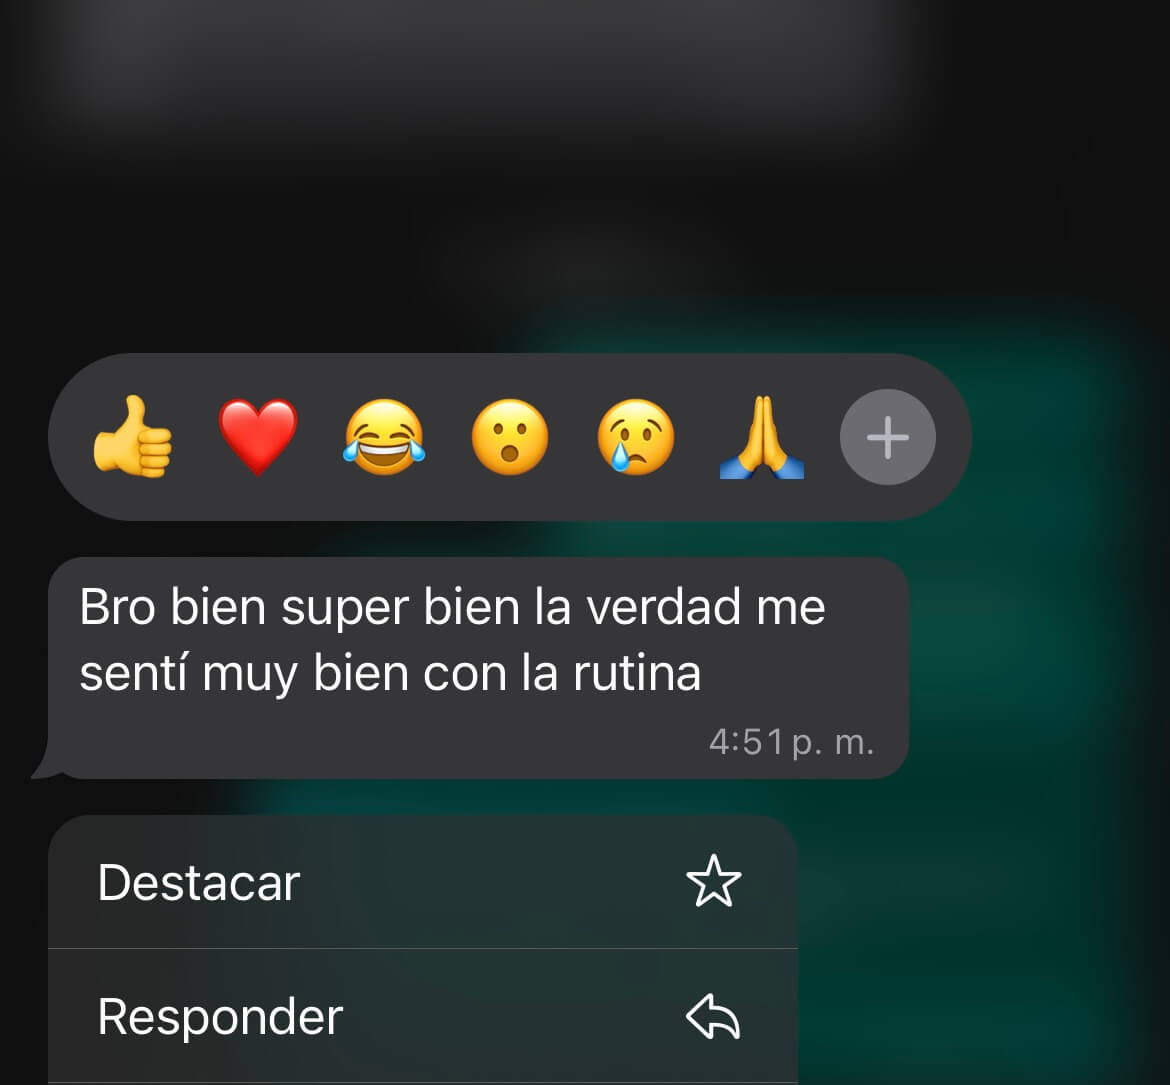 Bro bien super bien la verdad me
sentí muy bien con la rutina
4:51 p. m.
Destacar
Responder